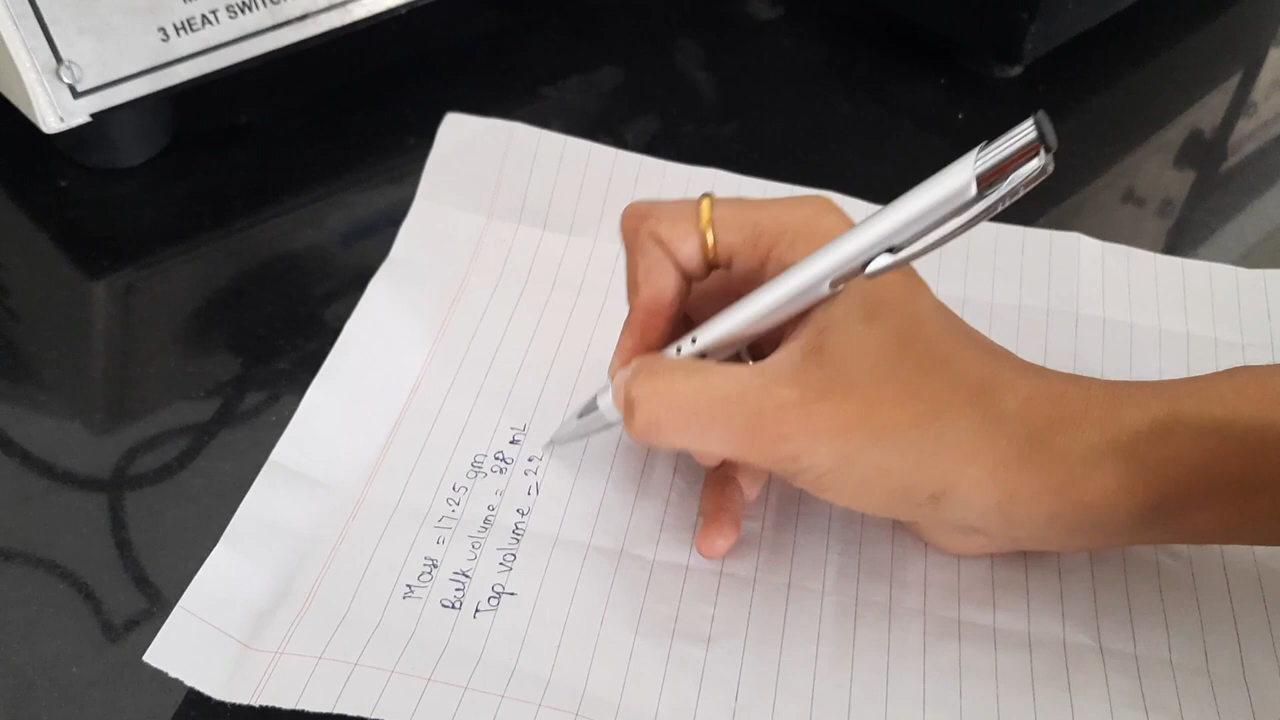 3 HEAT SWITCH
Mass = 17.25 gm
Bulk volume = 38 mL
Tap volume = 22